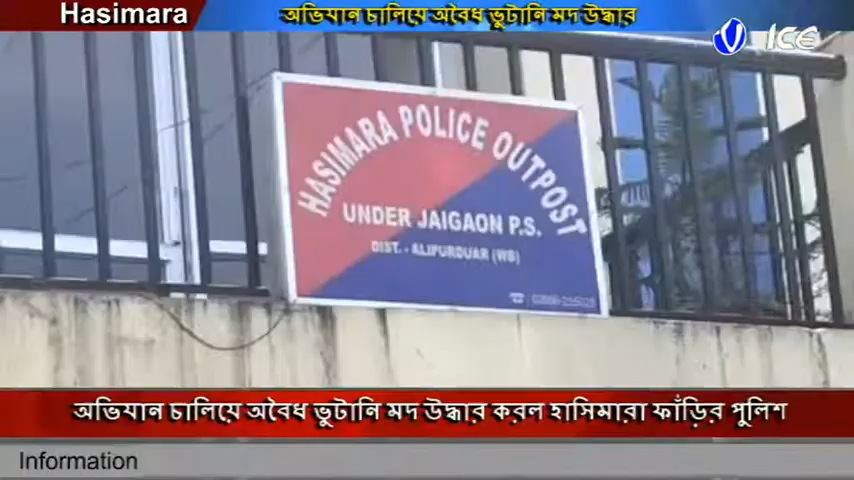 Hasimara
অভিযান চালিয়ে অবৈধ ভুটানি মদ উদ্ধার
ICE
HASIMARA POLICE OUTPOST
UNDER JAIGAON P.S.
DIST. - ALIPURDUAR (WB)
অভিযান চালিয়ে অবৈধ ভুটানি মদ উদ্ধার করল হাসিমারা ফাঁড়ির পুলিশ
Information